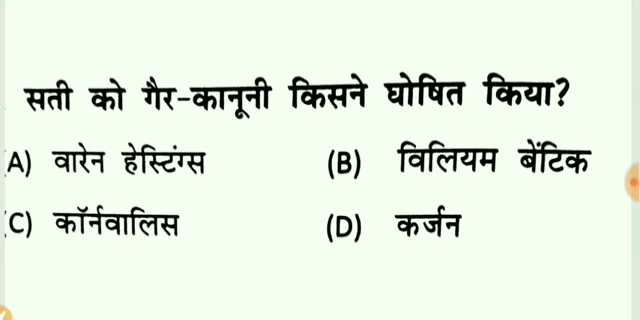 सती को गैर-कानूनी किसने घोषित किया?
A) वारेन हेस्टिंग्स (B) विलियम बेंटिक
C) कॉर्नवालिस (D) कर्जन